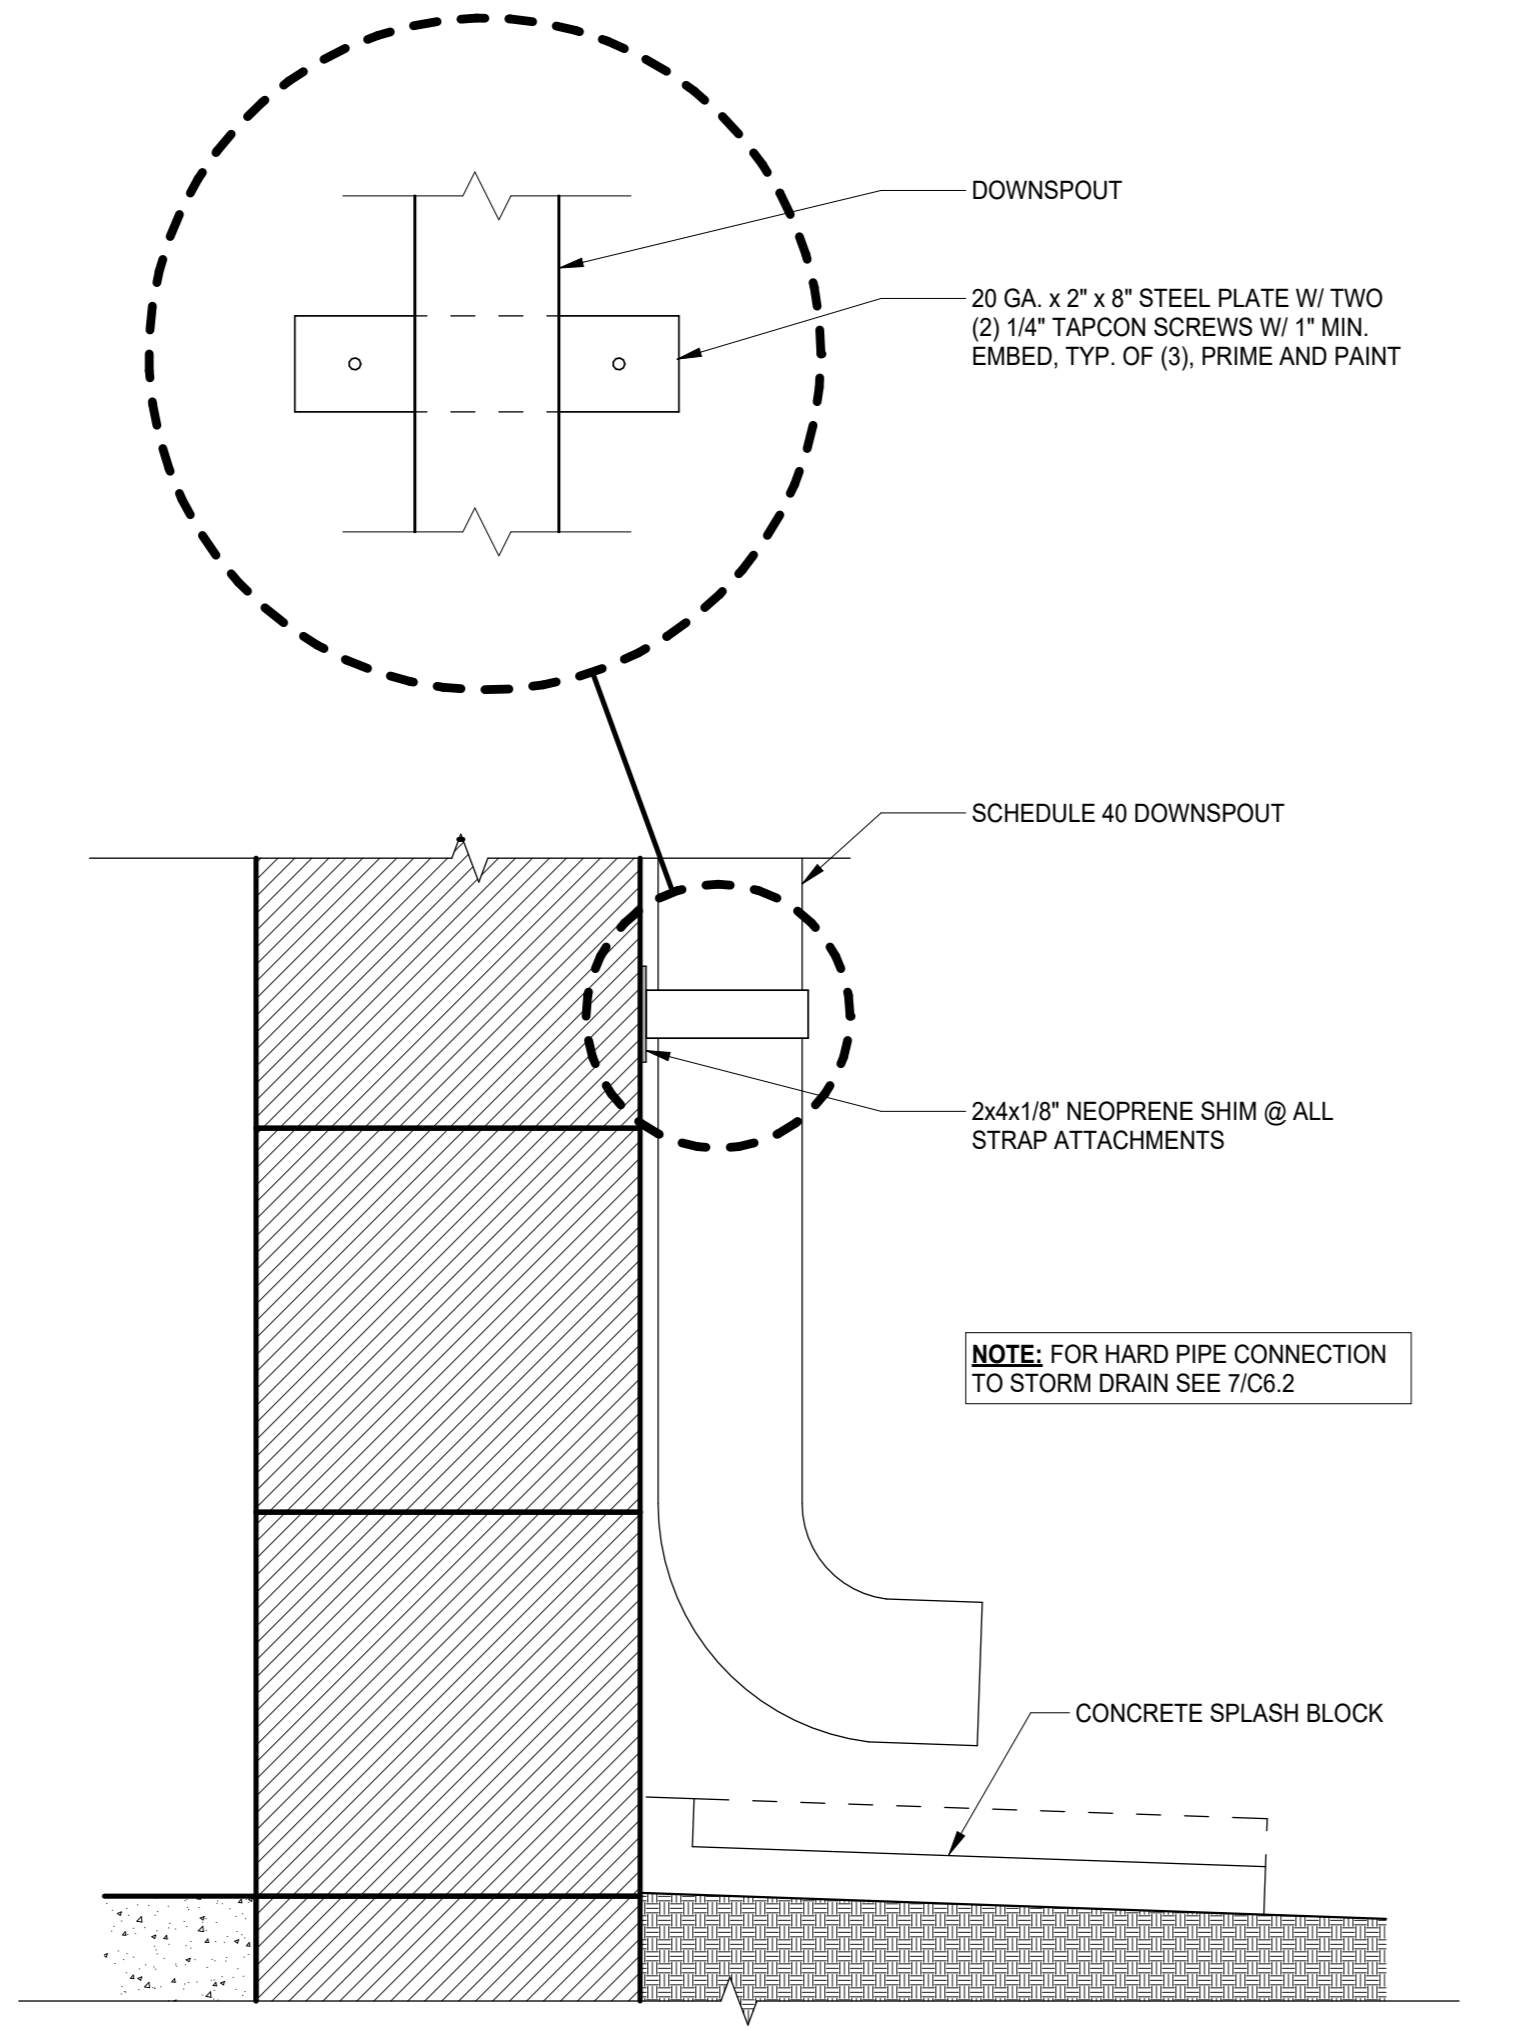 DOWNSPOUT
20 GA. x 2" x 8" STEEL PLATE W/ TWO
(2) 1/4" TAPCON SCREWS W/ 1" MIN.
EMBED, TYP. OF (3), PRIME AND PAINT
SCHEDULE 40 DOWNSPOUT
2x4x1/8" NEOPRENE SHIM @ ALL
STRAP ATTACHMENTS
NOTE: FOR HARD PIPE CONNECTION
TO STORM DRAIN SEE 7/C6.2
CONCRETE SPLASH BLOCK